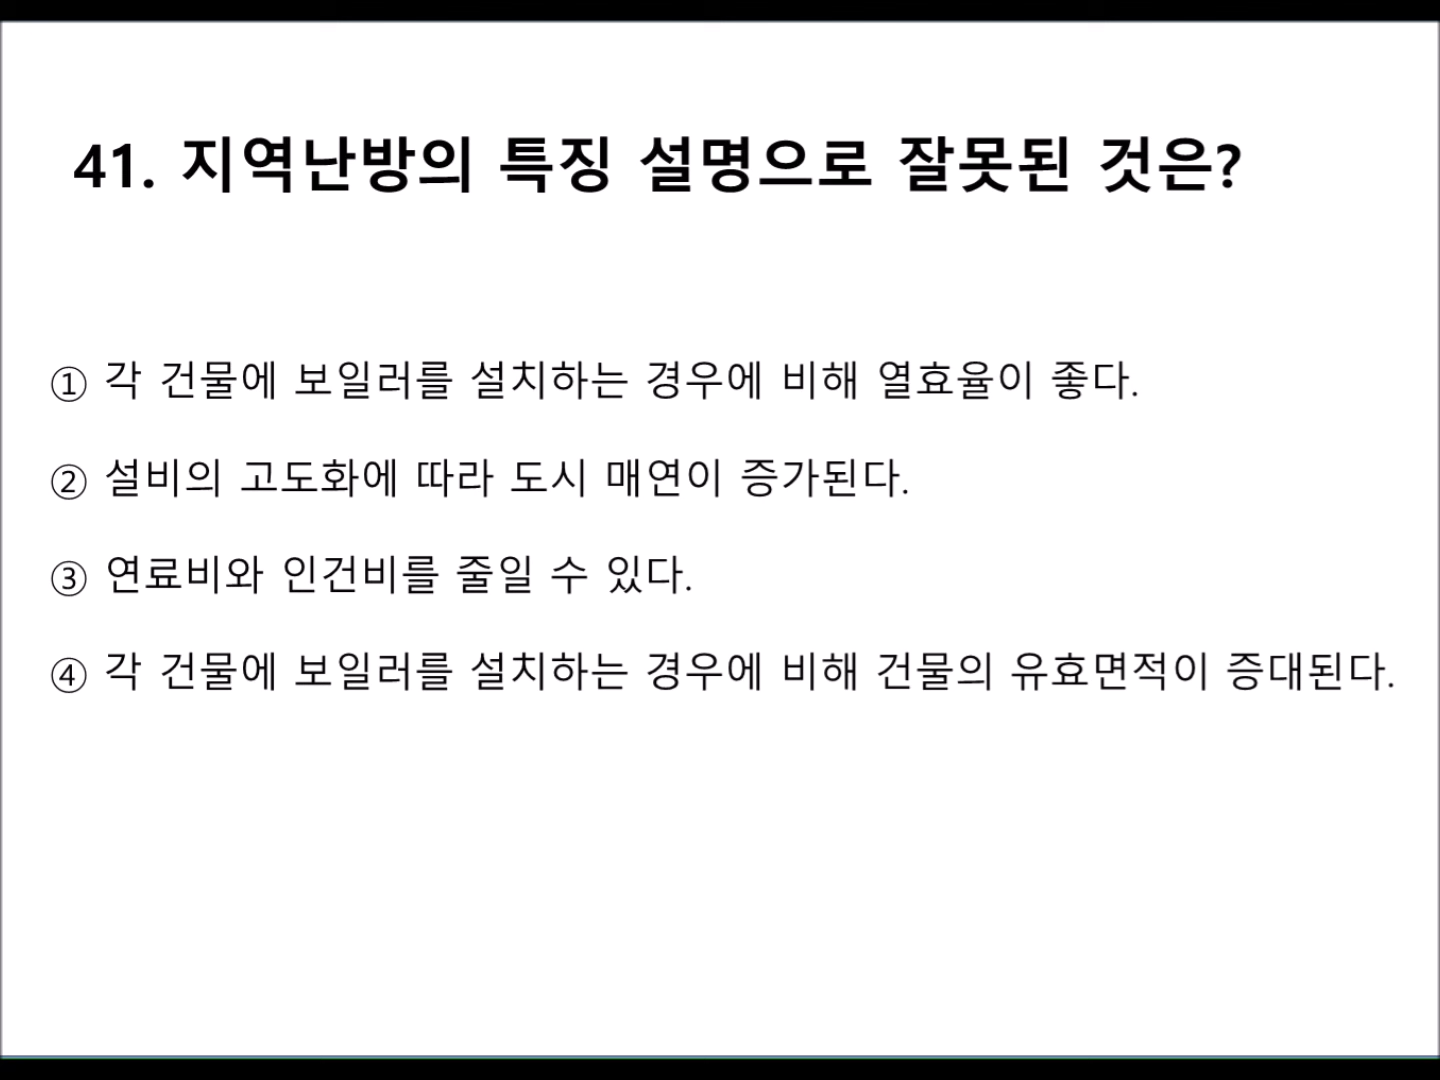 41. 지역난방의 특징 설명으로 잘못된 것은?
① 각 건물에 보일러를 설치하는 경우에 비해 열효율이 좋다.
② 설비의 고도화에 따라 도시 매연이 증가된다.
③ 연료비와 인건비를 줄일 수 있다.
④ 각 건물에 보일러를 설치하는 경우에 비해 건물의 유효면적이 증대된다.